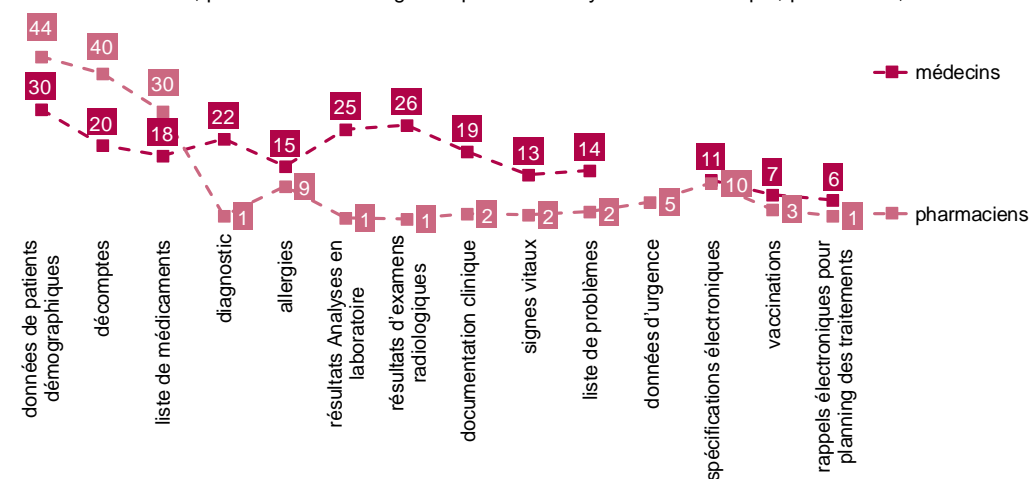 44
40
30
30
20
18
22
15
25
26
19
13
14
11
7
6
1
9
1
1
2
2
2
5
10
3
1
médecins
pharmaciens
données de patients
démographiques
décomptes
liste de médicaments
diagnostic
allergies
résultats Analyses en
laboratoire
résultats d'examens
radiologiques
documentation clinique
signes vitaux
liste de problèmes
données d'urgence
spécifications électroniques
vaccinations
rappels électroniques pour
planning des traitements